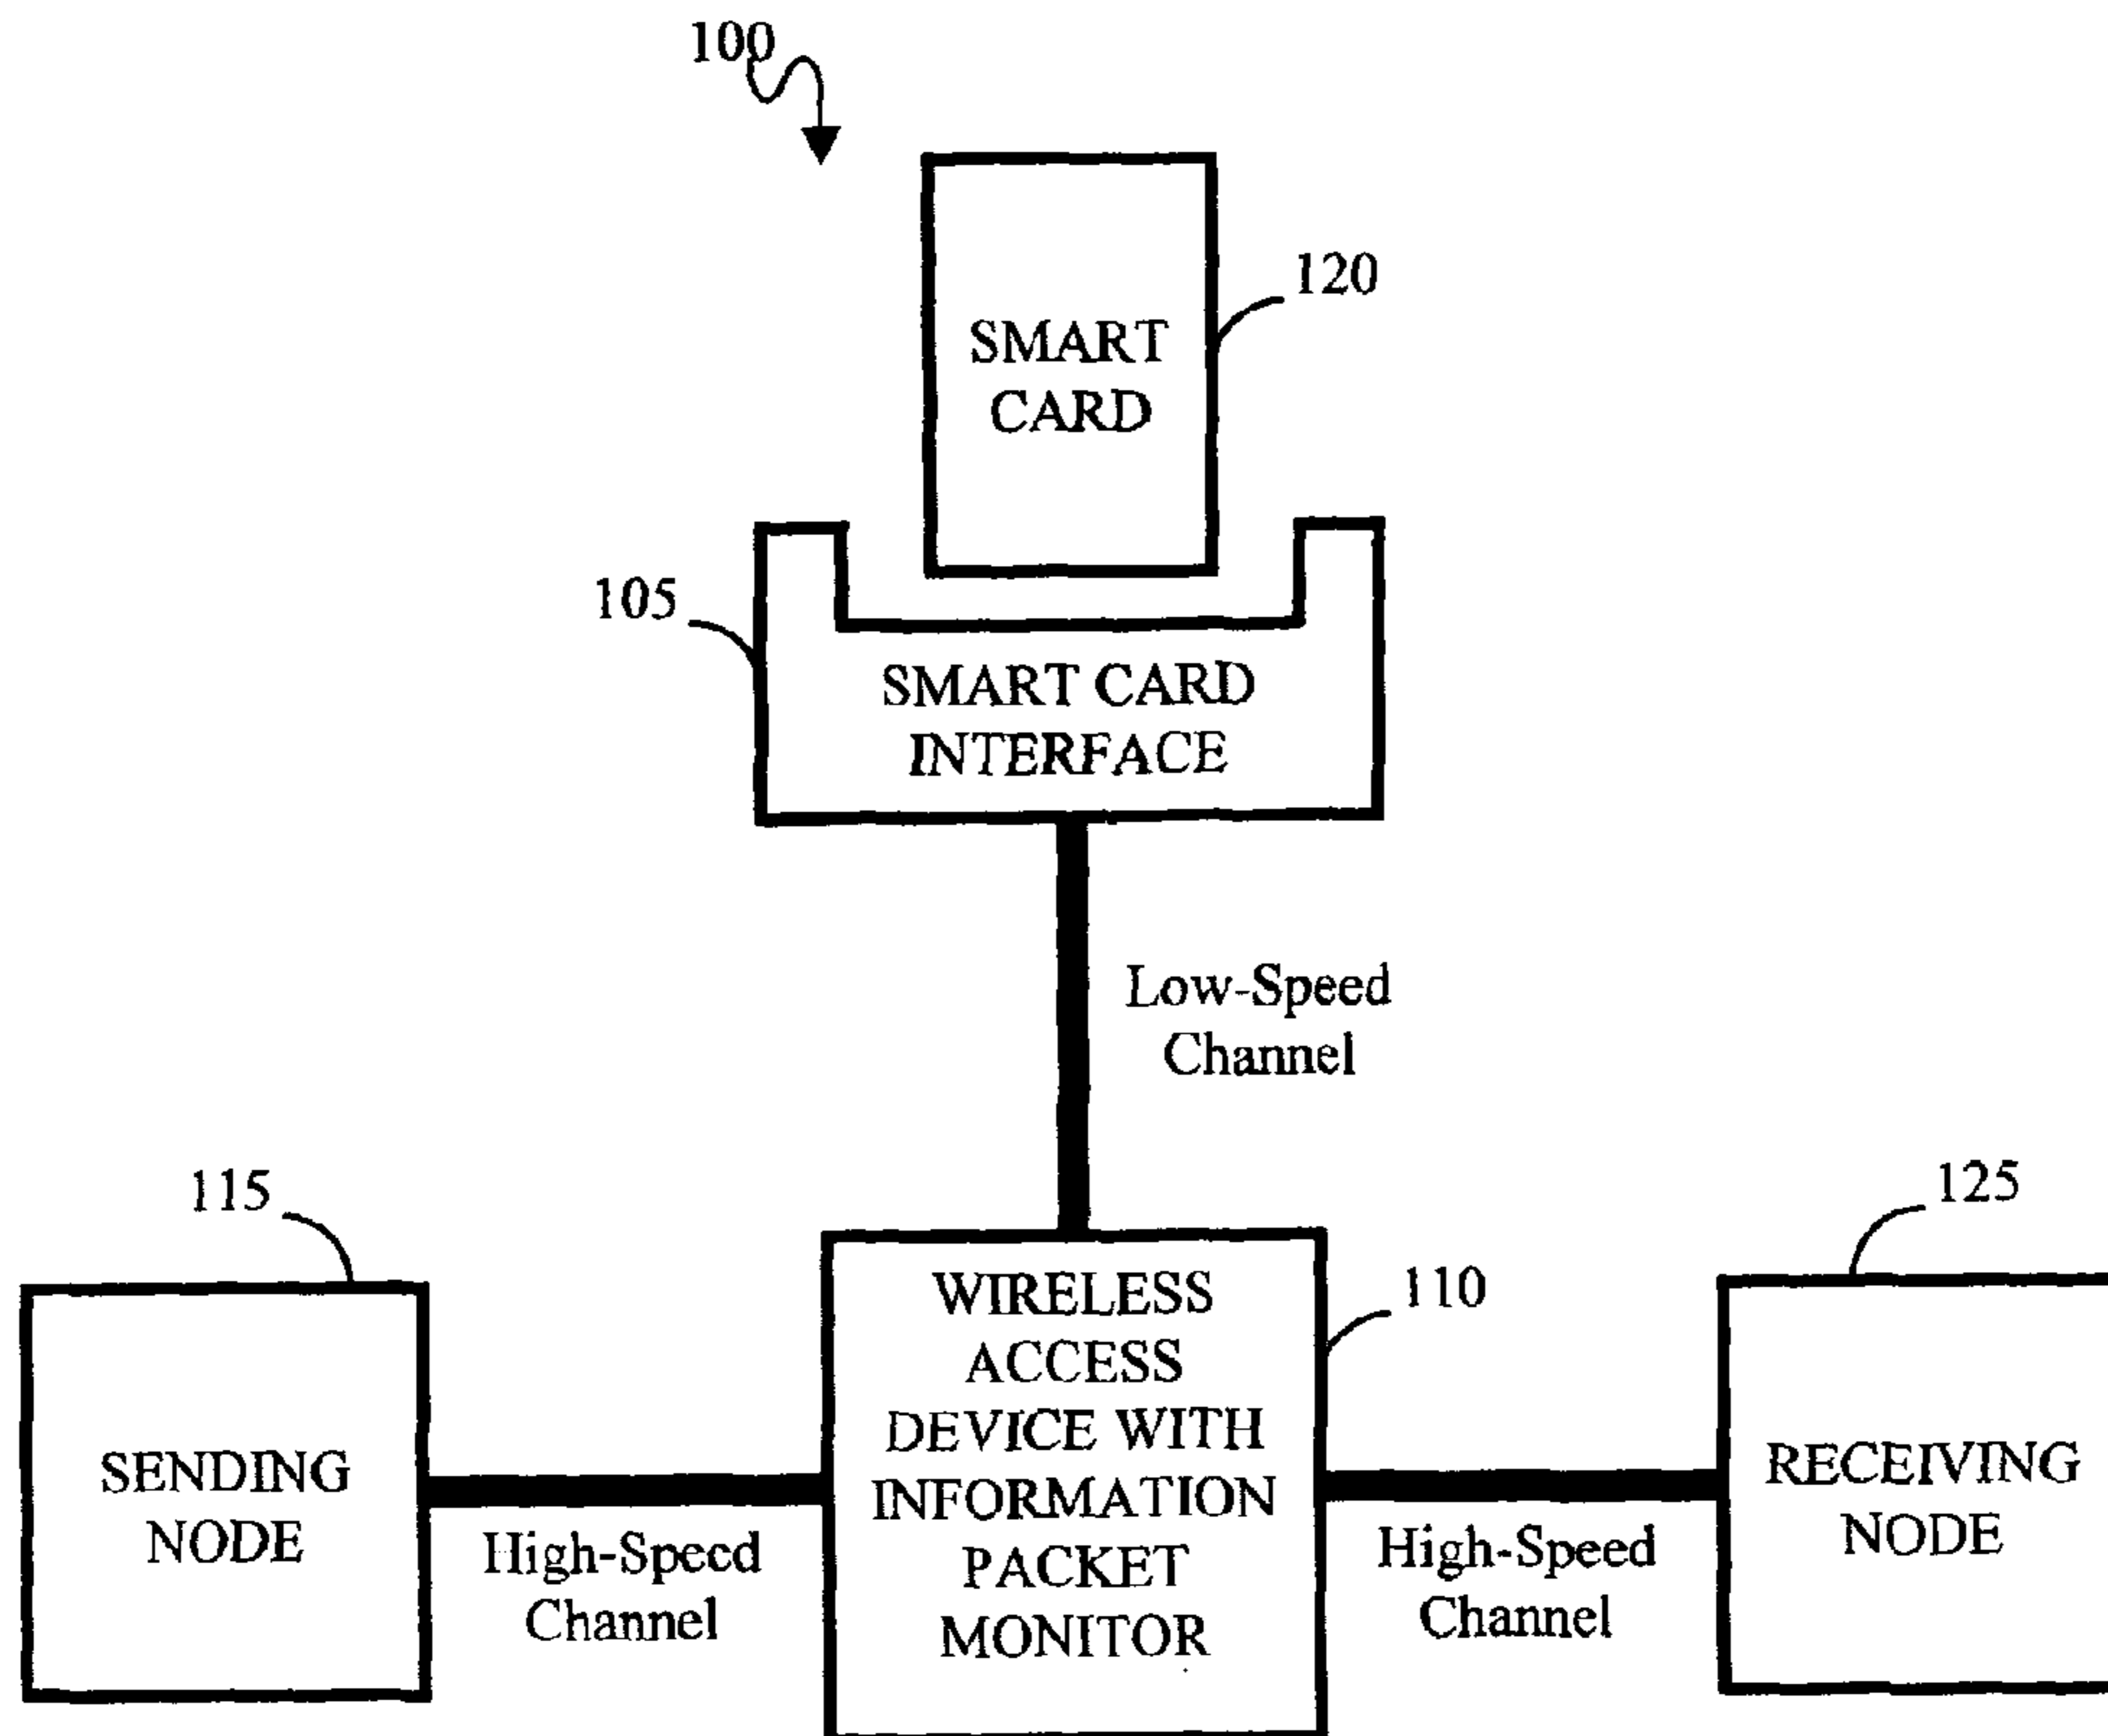 100
120
SMART
CARD
105
SMART CARD
INTERFACE
Low-Speed
Channel
115
125
110
WIRELESS
ACCESS
DEVICE WITH
INFORMATION
PACKET
MONITOR
SENDING
NODE
High-Speed
Channel
High-Speed
Channel
RECEIVING
NODE